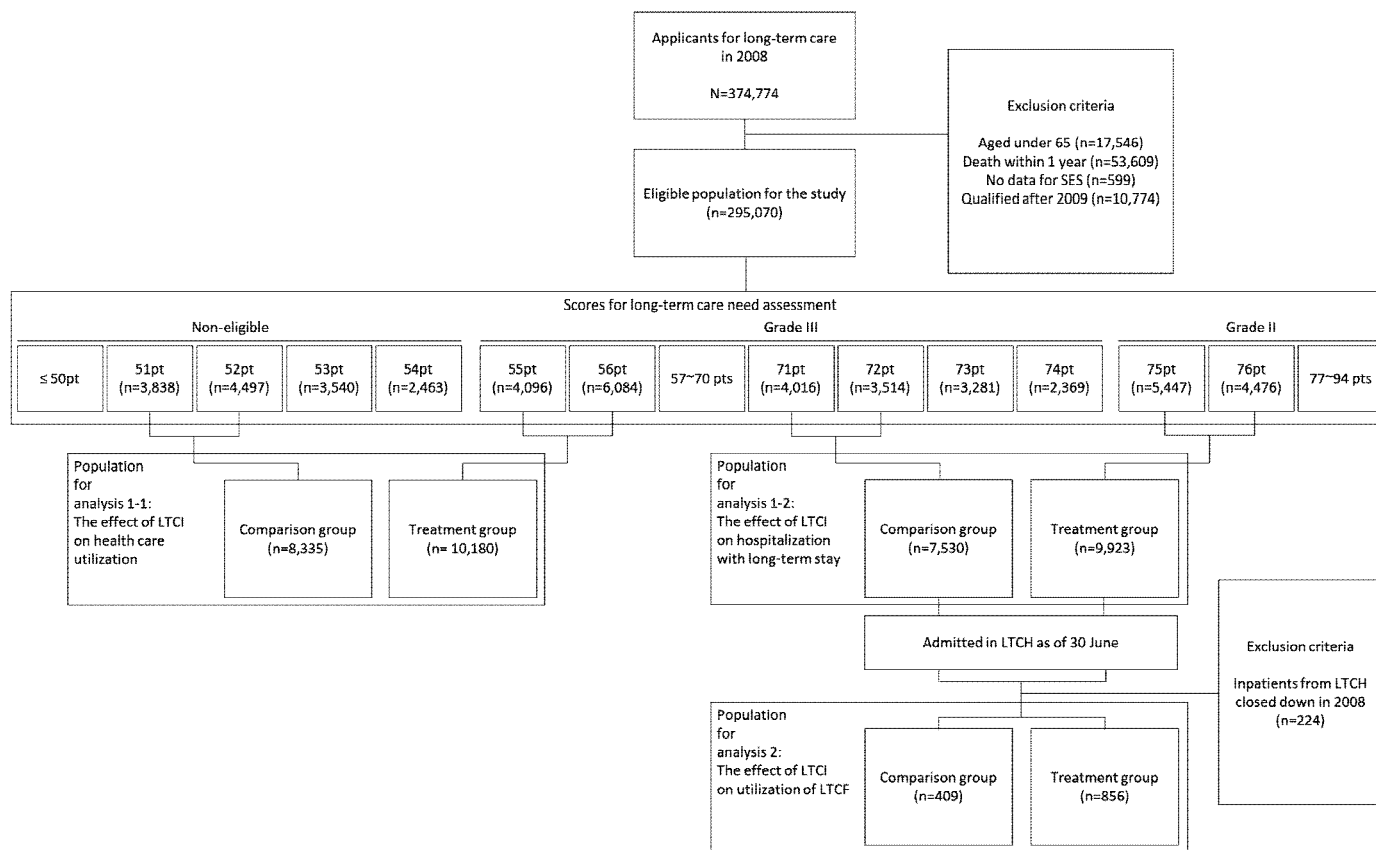 Applicants for long-term care
in 2008
N=374,774
Exclusion criteria
Aged under 65 (n=17,546)
Death within 1 year (n=53,609)
No data for SES (n=599)
Qualified after 2009 (n=10,774)
Eligible population for the study
(n=295,070)
Scores for long-term care need assessment
Non-eligible
Grade III
Grade II
≤ 50pt
51pt
(n=3,838)
52pt
(n=4,497)
53pt
(n=3,540)
54pt
(n=2,463)
55pt
(n=4,096)
56pt
(n=6,084)
57~70 pts
71pt
(n=4,016)
72pt
(n=3,514)
73pt
(n=3,281)
74pt
(n=2,369)
75pt
(n=5,447)
76pt
(n=4,476)
77~94 pts
Population
for
analysis 1-1:
The effect of LTCI
on health care
utilization
Comparison group
(n=8,335)
Treatment group
(n= 10,180)
Population
for
analysis 1-2:
The effect of LTCI
on hospitalization
with long-term stay
Comparison group
(n=7,530)
Treatment group
(n=9,923)
Admitted in LTCH as of 30 June
Exclusion criteria
Inpatients from LTCH
closed down in 2008
(n=224)
Population
for
analysis 2:
The effect of LTCI
on utilization of LTCF
Comparison group
(n=409)
Treatment group
(n=856)